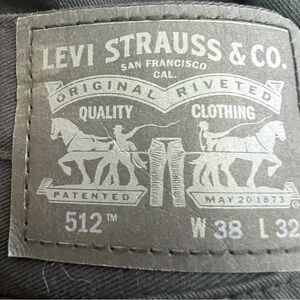 LEVI STRAUSS & CO.
SAN FRANCISCO
CAL.
ORIGINAL RIVETED
QUALITY CLOTHING
PATENTED MAY 20 1873
512™ W 38 L 32